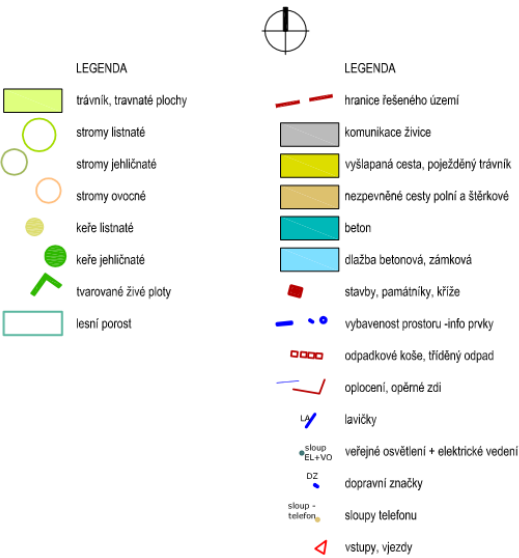 LEGENDA
trávník, travnaté plochy
stromy listnaté
stromy jehličnaté
stromy ovocné
keře listnaté
keře jehličnaté
tvarované živé ploty
lesní porost
LEGENDA
hranice řešeného území
komunikace živice
vyšlapaná cesta, poježděný trávník
nezpevněné cesty polní a štěrkové
beton
dlažba betonová, zámková
stavby, památníky, kříže
vybavenost prostoru -info prvky
odpadkové koše, tříděný odpad
oplocení, opěrné zdi
LA
lavičky
sloup
EL+VO
veřejné osvětlení + elektrické vedení
DZ
dopravní značky
sloup -
telefon
sloupy telefonu
vstupy, vjezdy